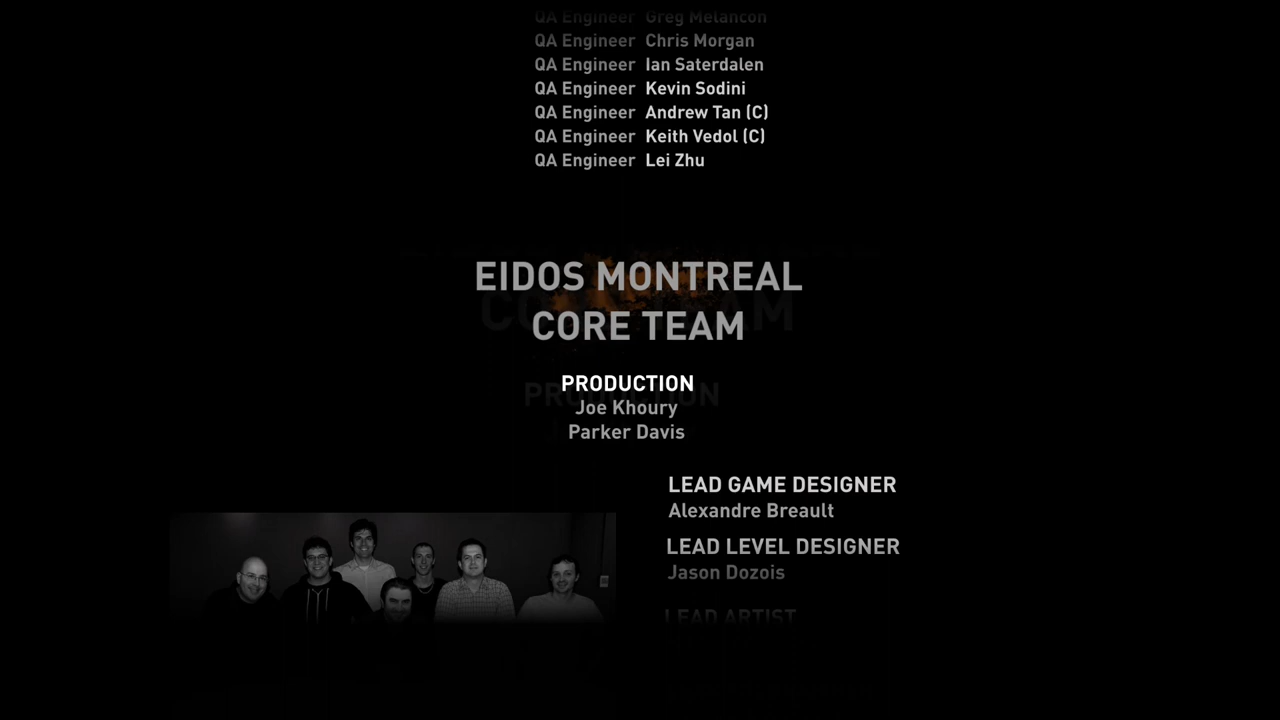 QA Engineer Greg Melancon
QA Engineer Chris Morgan
QA Engineer Ian Saterdalen
QA Engineer Kevin Sodini
QA Engineer Andrew Tan (C)
QA Engineer Keith Vedol (C)
QA Engineer Lei Zhu
EIDOS MONTREAL
CORE TEAM
PRODUCTION
Joe Khoury
Parker Davis
LEAD GAME DESIGNER
Alexandre Breault
LEAD LEVEL DESIGNER
Jason Dozois
LEAD ARTIST